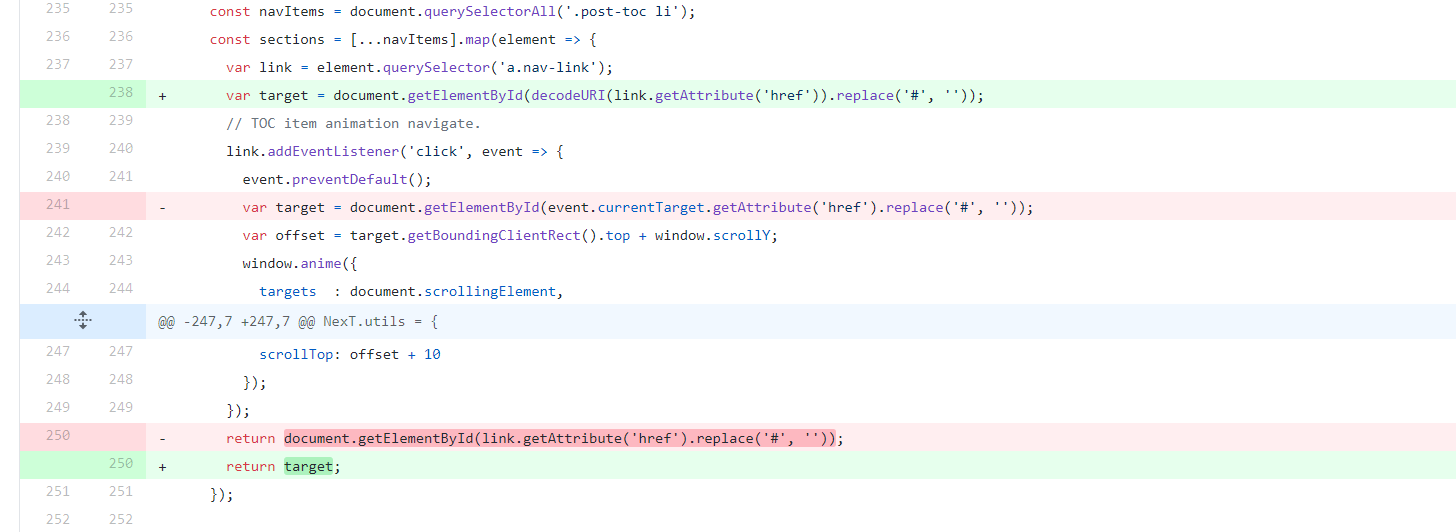 235 235 const navItems = document.querySelectorAll('.post-toc li');
236 236 const sections = [...navItems].map(element => {
237 237 var link = element.querySelector('a.nav-link');
238 + var target = document.getElementById(decodeURI(link.getAttribute('href')).replace('#', ''));
238 239 // TOC item animation navigate.
239 240 link.addEventListener('click', event => {
240 241 event.preventDefault();
241 - var target = document.getElementById(event.currentTarget.getAttribute('href').replace('#', ''));
242 242 var offset = target.getBoundingClientRect().top + window.scrollY;
243 243 window.anime({
244 244 targets  : document.scrollingElement,
@@ -247,7 +247,7 @@ NexT.utils = {
247 247 scrollTop: offset + 10
248 248 });
249 249 });
250 - return document.getElementById(link.getAttribute('href').replace('#', ''));
250 + return target;
251 251 });
252 252